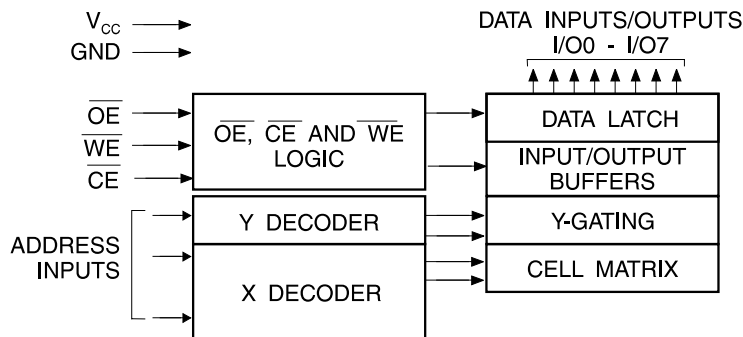 V_CC
GND
OE
WE
CE
ADDRESS
INPUTS
OE, CE AND WE
LOGIC
Y DECODER
X DECODER
DATA INPUTS/OUTPUTS
I/O0 - I/O7
DATA LATCH
INPUT/OUTPUT
BUFFERS
Y-GATING
CELL MATRIX